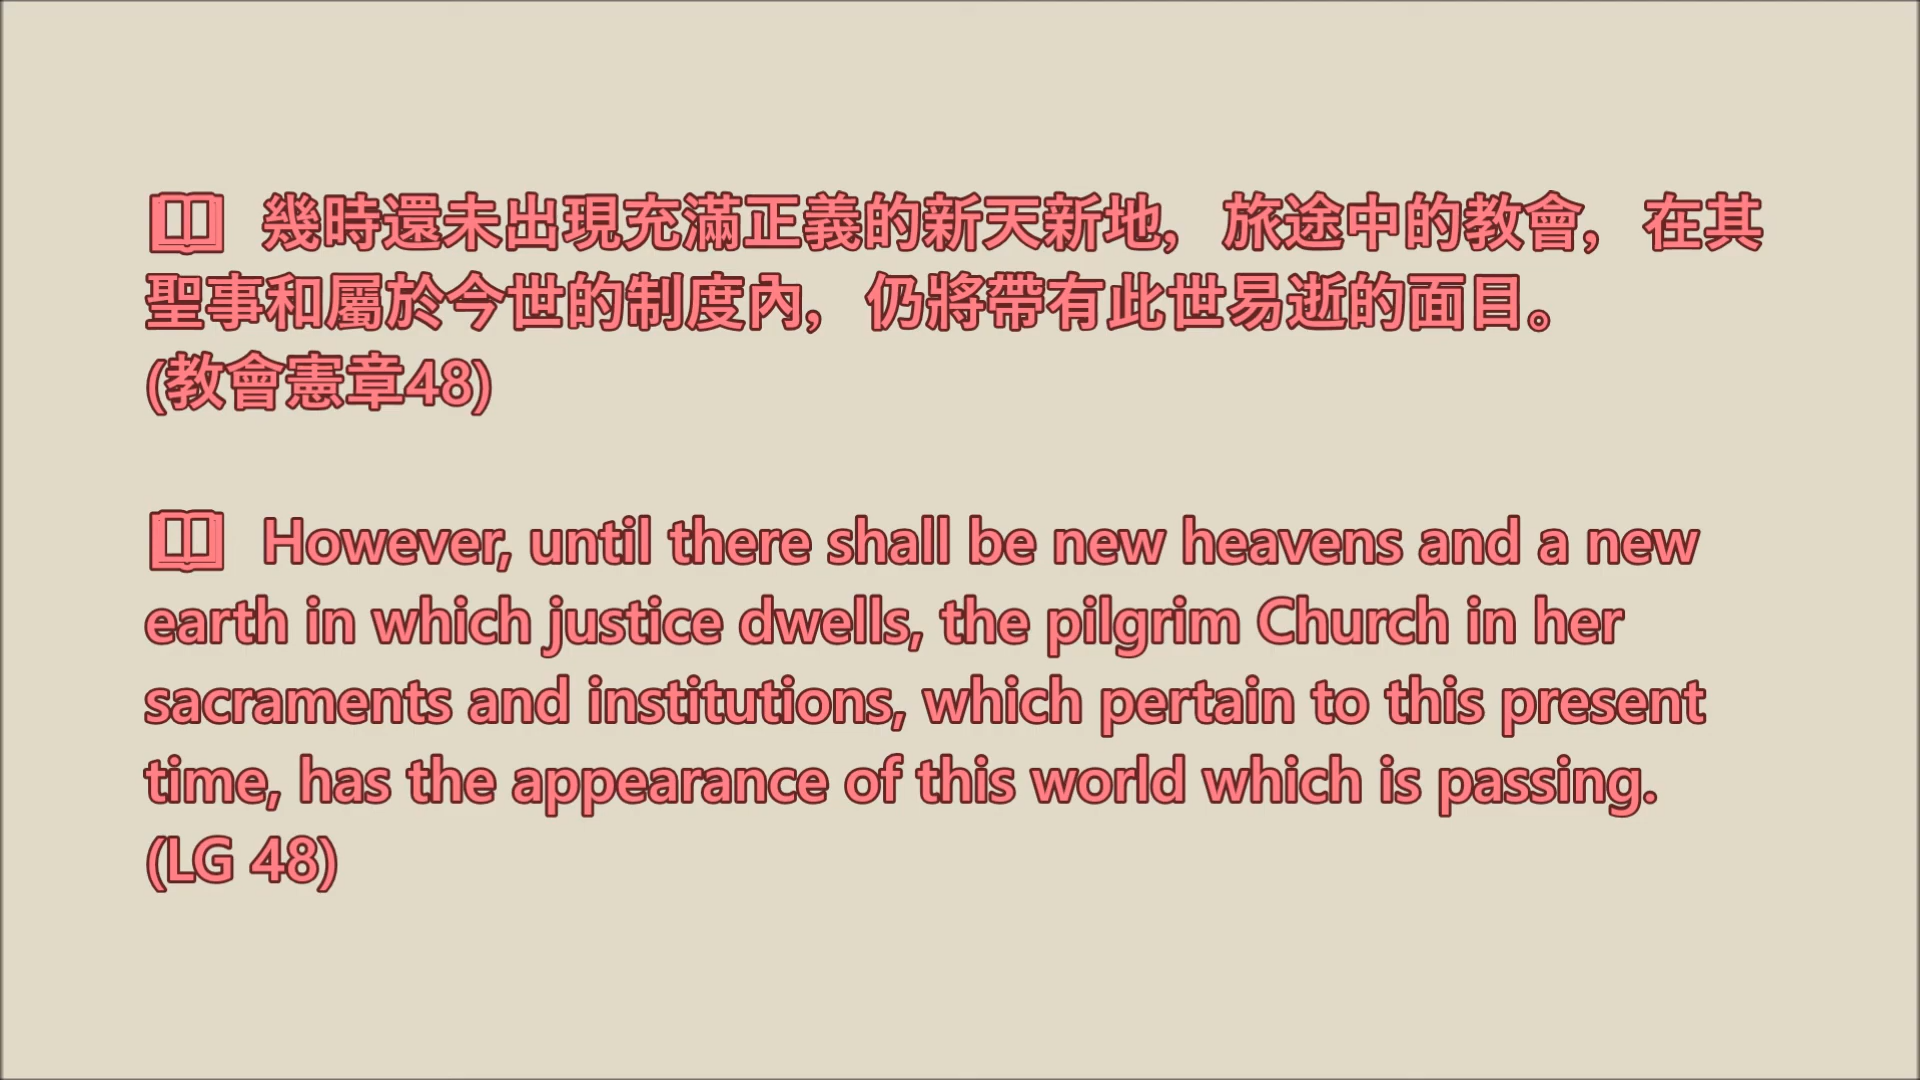 🕮 幾時還未出現充滿正義的新天新地，旅途中的教會，在其
聖事和屬於今世的制度內，仍將帶有此世易逝的面目。
(教會憲章48)
🕮 However, until there shall be new heavens and a new
earth in which justice dwells, the pilgrim Church in her
sacraments and institutions, which pertain to this present
time, has the appearance of this world which is passing.
(LG 48)